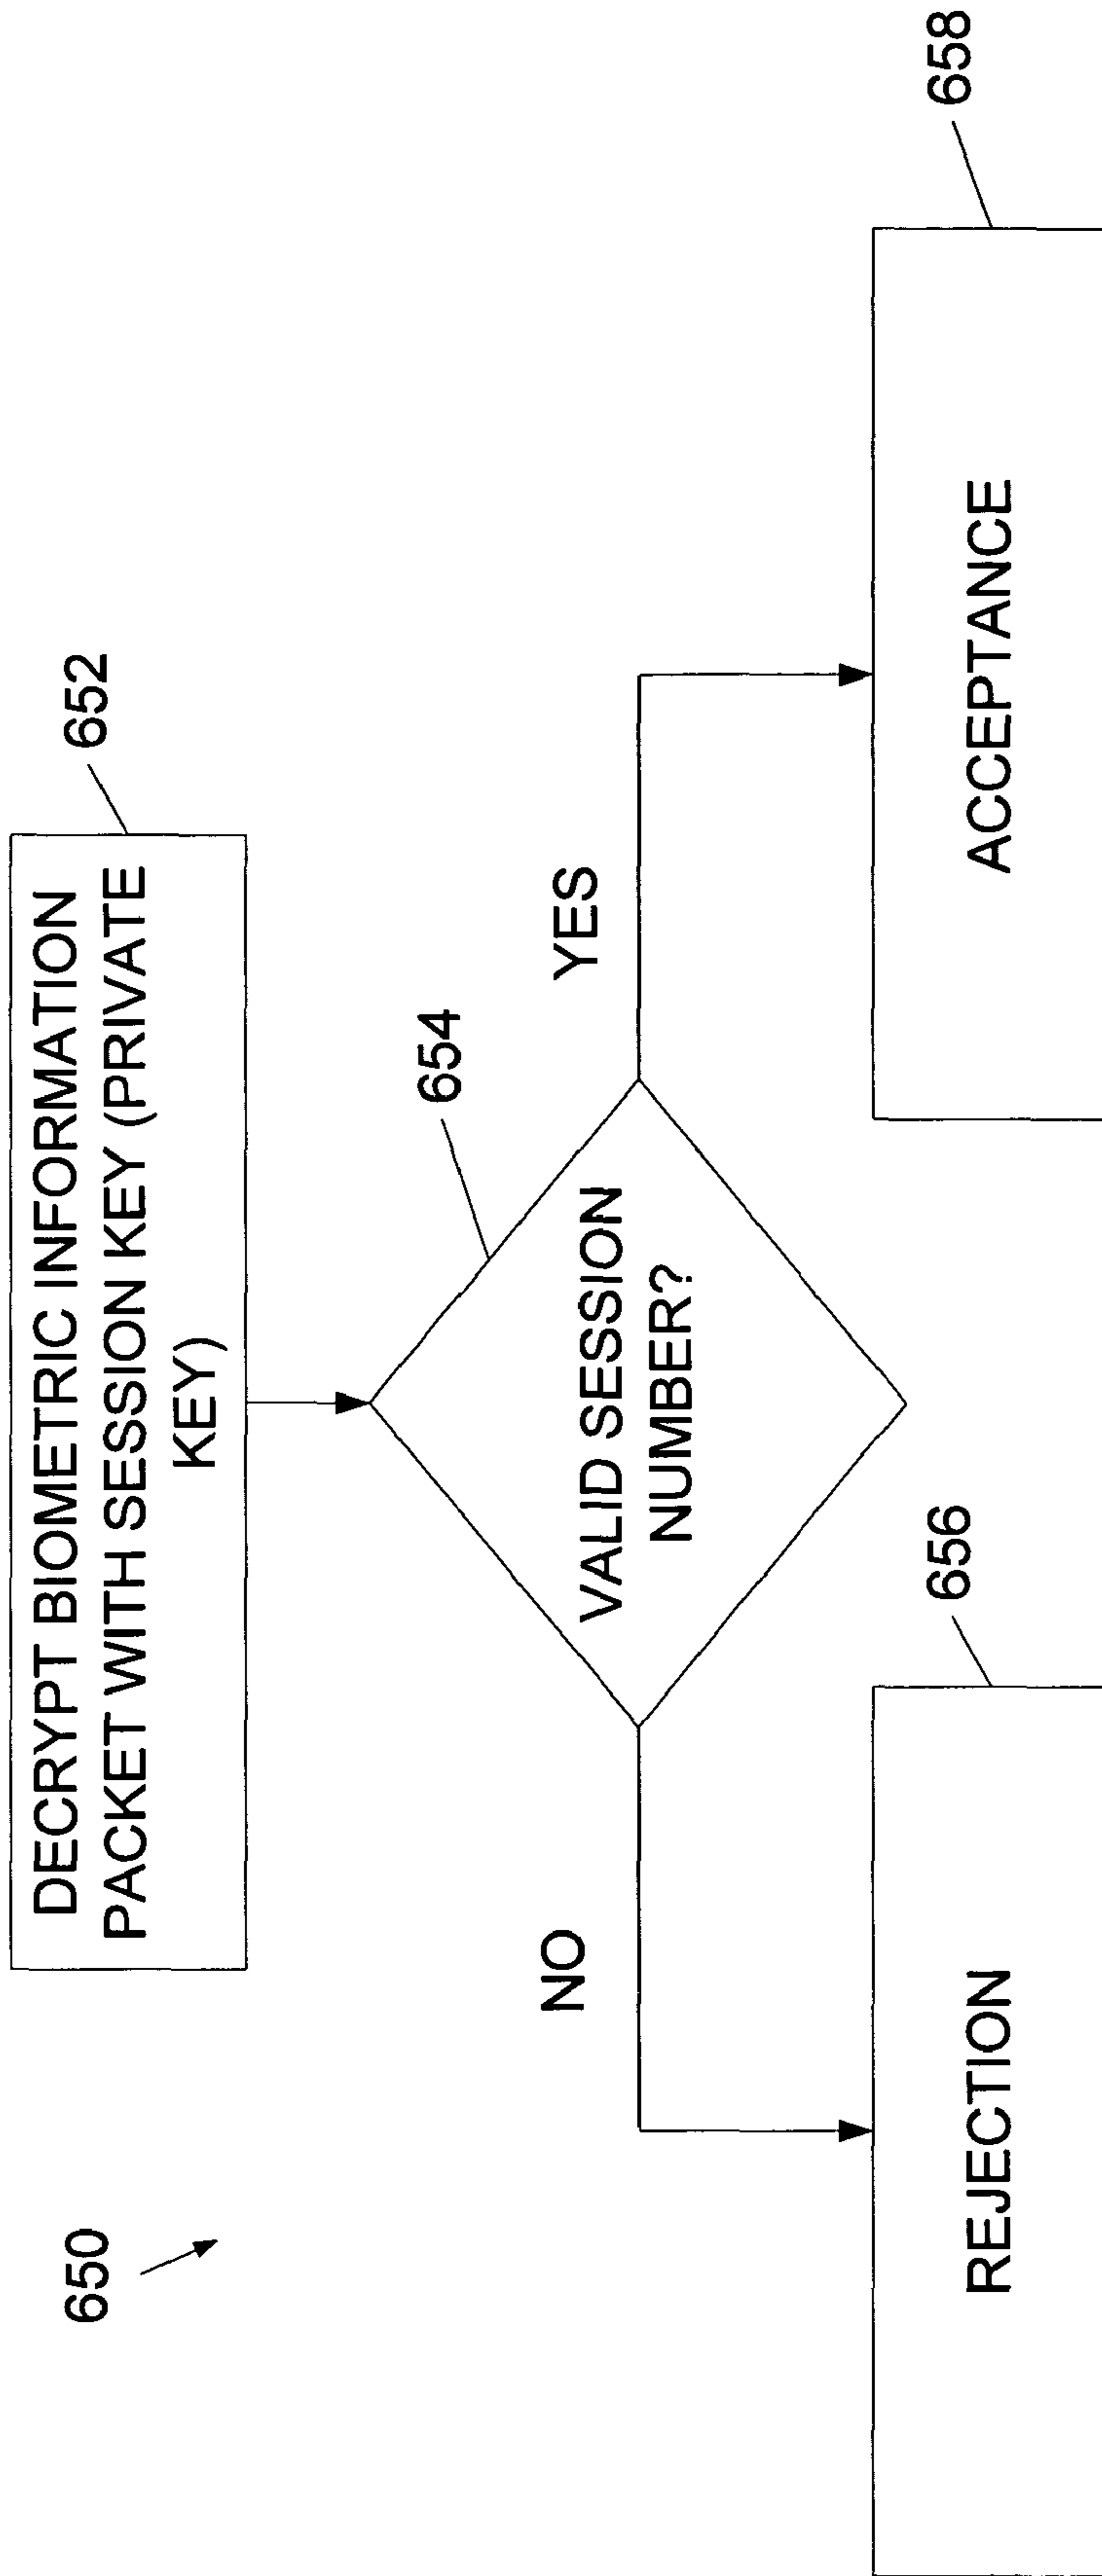 650
DECRYPT BIOMETRIC INFORMATION
PACKET WITH SESSION KEY (PRIVATE
KEY)
652
654
VALID SESSION
NUMBER?
NO
YES
656
REJECTION
658
ACCEPTANCE